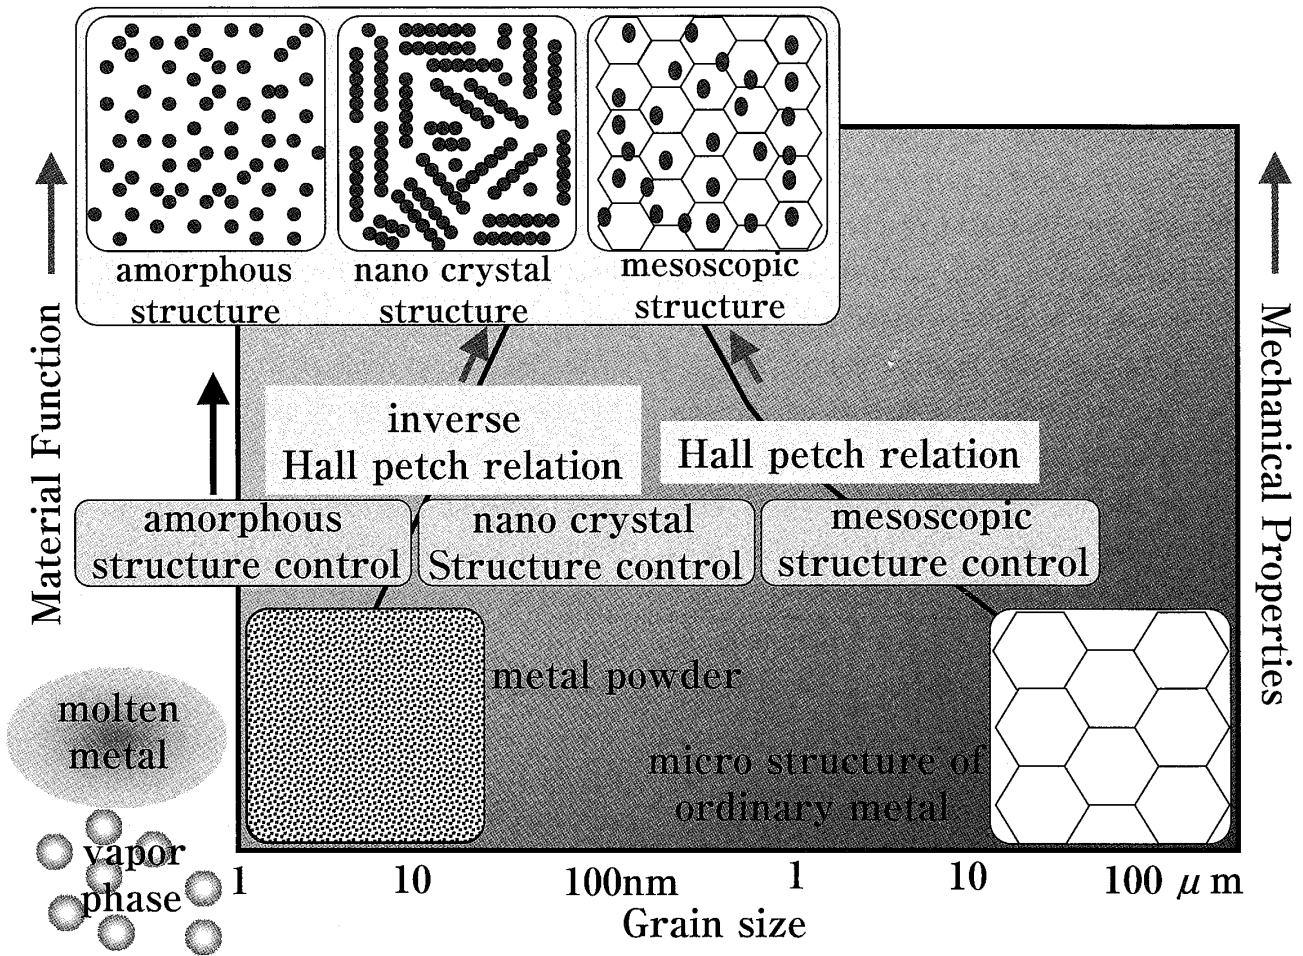 amorphous
structure
nano crystal
structure
mesoscopic
structure
Material Function
Mechanical Properties
inverse
Hall petch relation
Hall petch relation
amorphous
structure control
nano crystal
Structure control
mesoscopic
structure control
molten
metal
metal powder
micro structure of
ordinary metal
vapor
phase
1 10 100nm 1 10 100 μm
Grain size